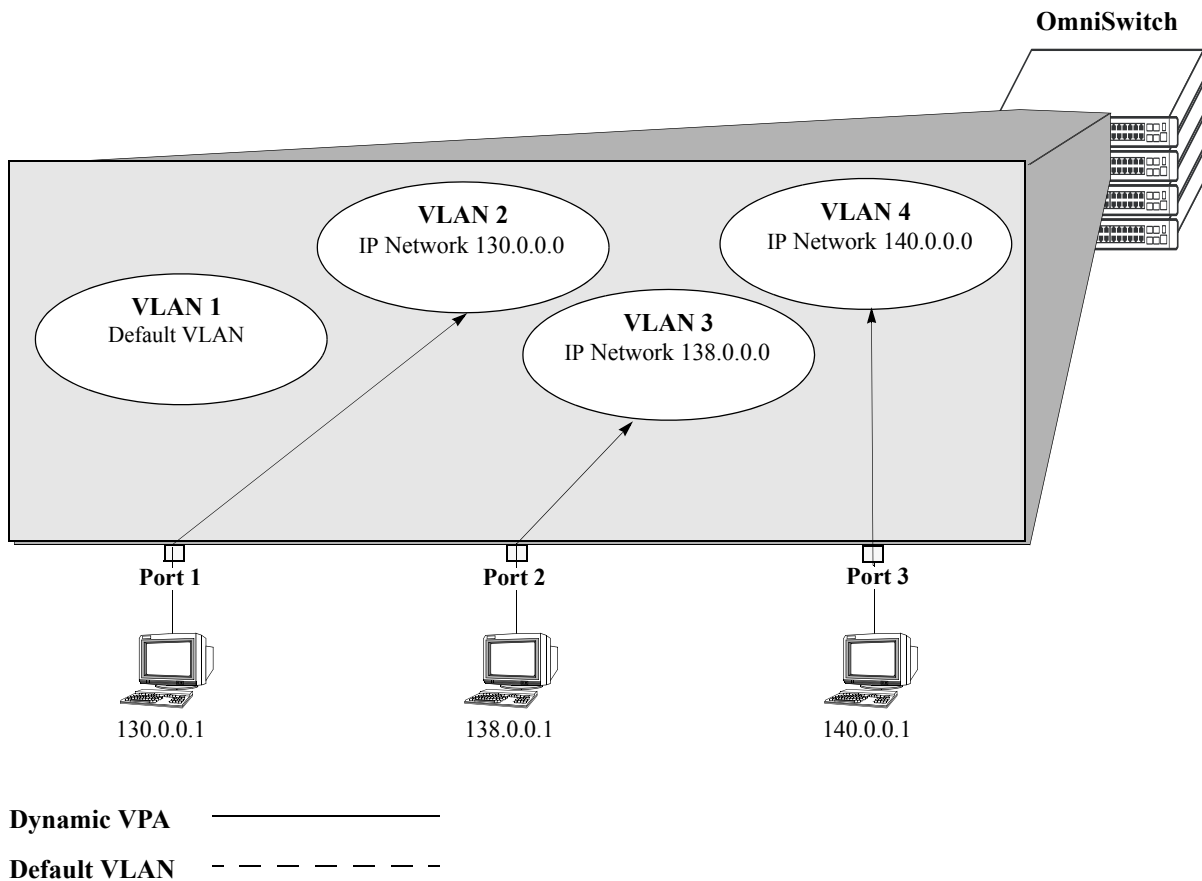 OmniSwitch
VLAN 2
IP Network 130.0.0.0
VLAN 4
IP Network 140.0.0.0
VLAN 1
Default VLAN
VLAN 3
IP Network 138.0.0.0
Port 1
Port 2
Port 3
130.0.0.1
138.0.0.1
140.0.0.1
Dynamic VPA
Default VLAN